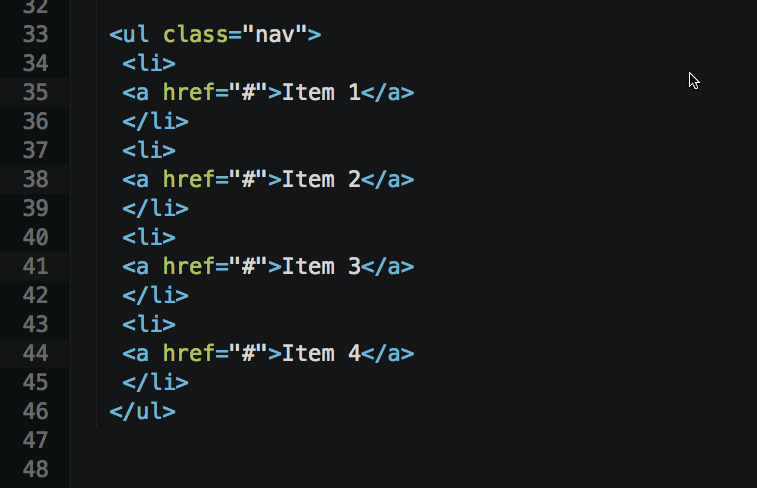 32
33 <ul class="nav">
34 <li>
35 <a href="#">Item 1</a>
36 </li>
37 <li>
38 <a href="#">Item 2</a>
39 </li>
40 <li>
41 <a href="#">Item 3</a>
42 </li>
43 <li>
44 <a href="#">Item 4</a>
45 </li>
46 </ul>
47
48